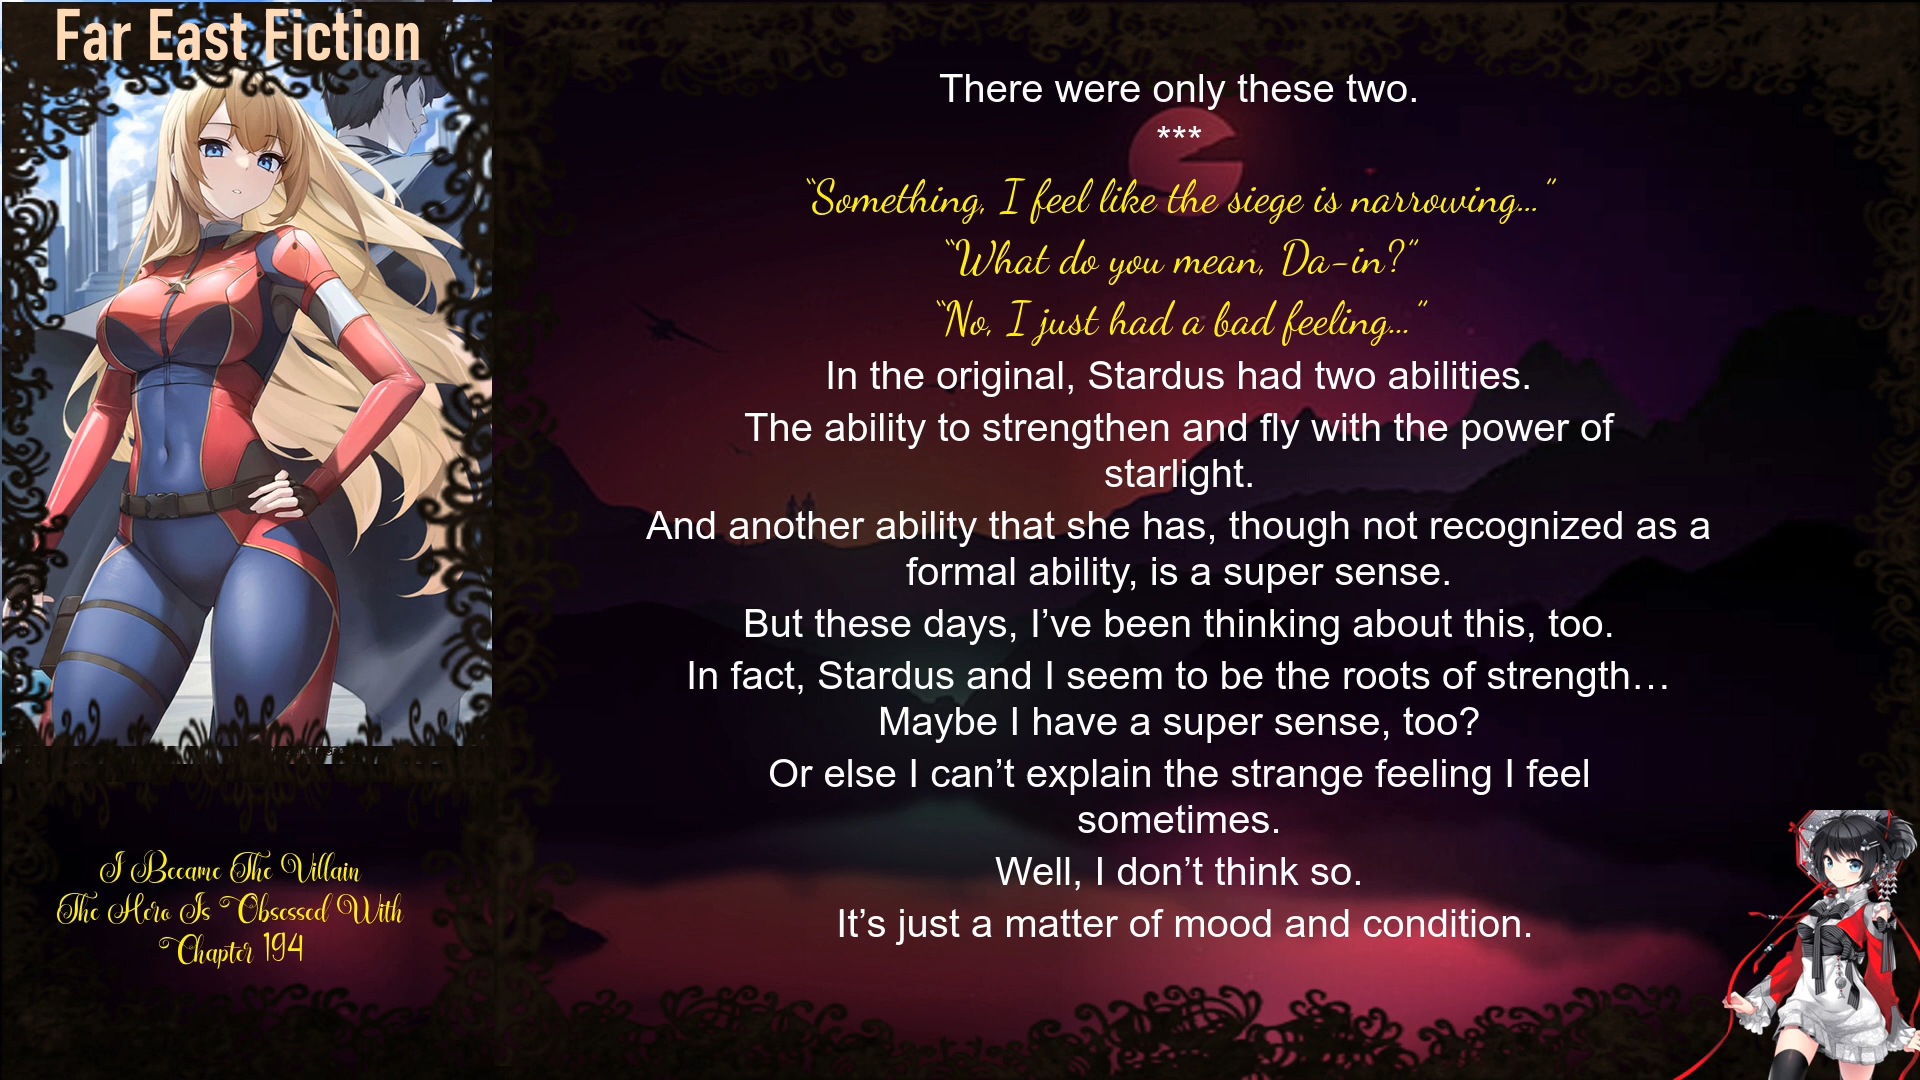 Far East Fiction
There were only these two.
***
“Something, I feel like the siege is narrowing...”
“What do you mean, Da-in?”
“No, I just had a bad feeling...”
In the original, Stardus had two abilities.
The ability to strengthen and fly with the power of
starlight.
And another ability that she has, though not recognized as a
formal ability, is a super sense.
But these days, I’ve been thinking about this, too.
In fact, Stardus and I seem to be the roots of strength…
Maybe I have a super sense, too?
Or else I can’t explain the strange feeling I feel
sometimes.
Well, I don’t think so.
It’s just a matter of mood and condition.
I Became The Villain
The Hero Is Obsessed With
Chapter 194